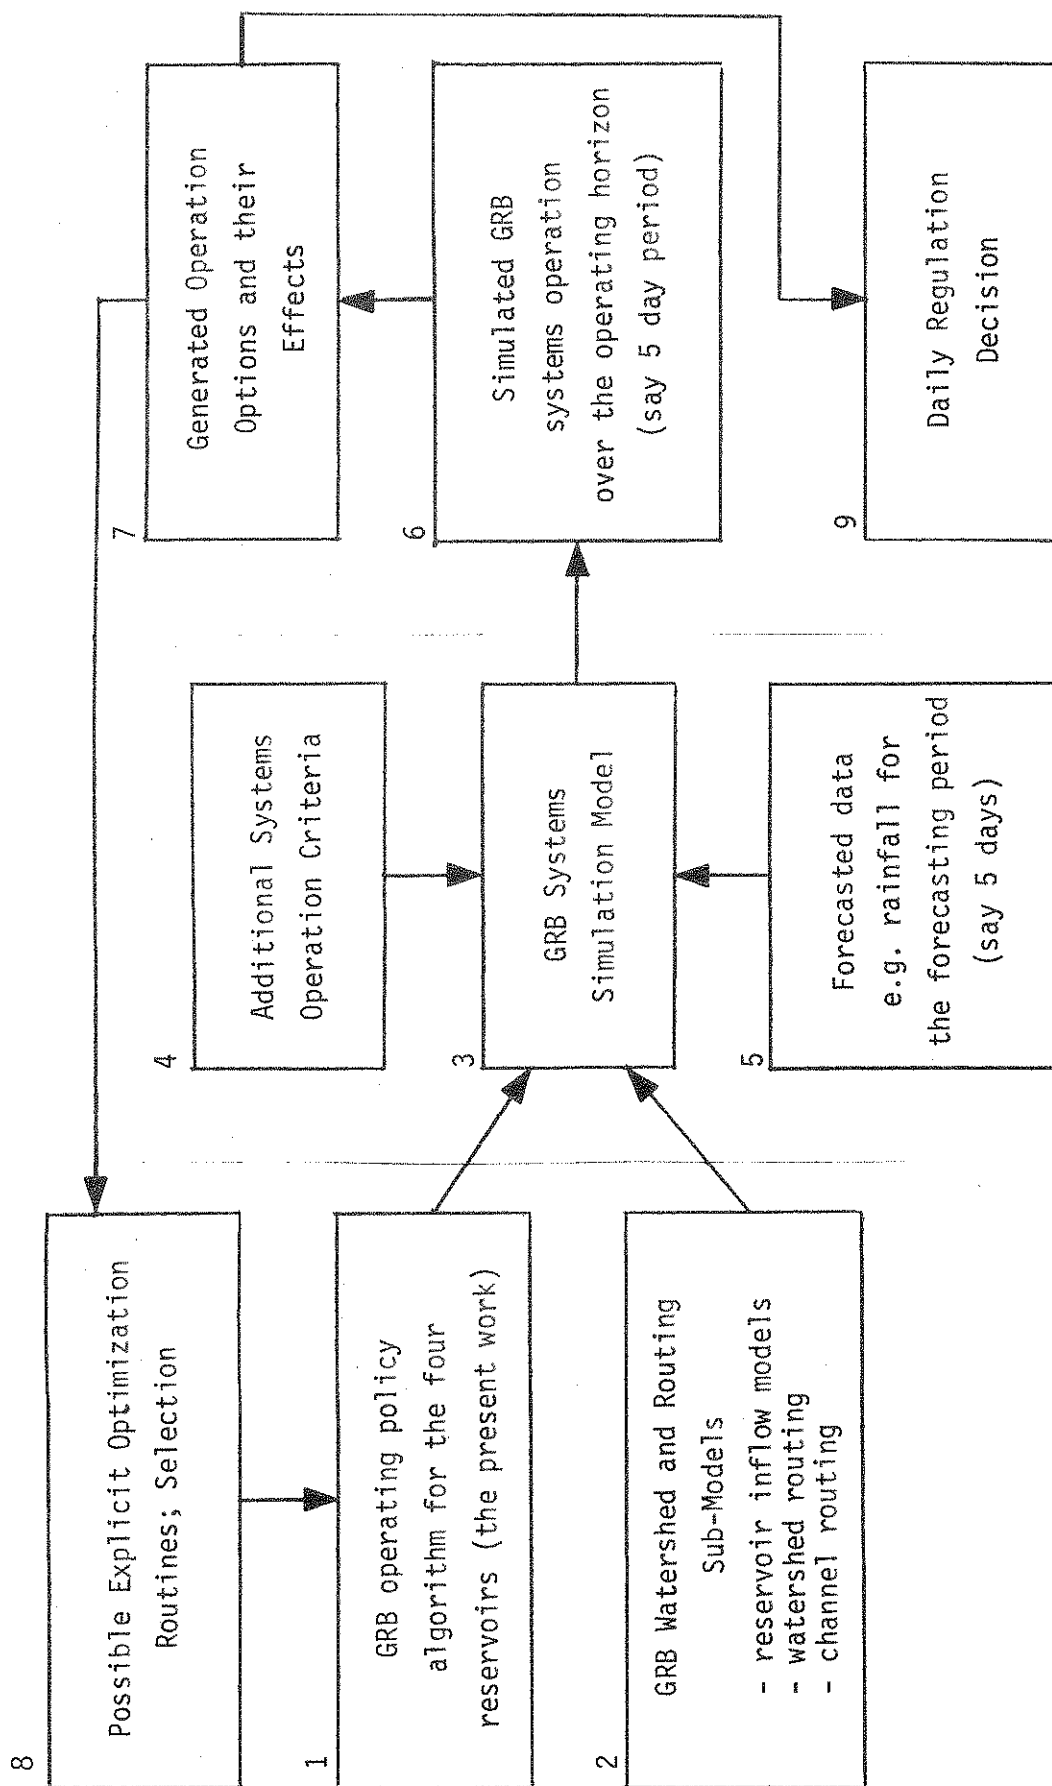 8
Possible Explicit Optimization
Routines; Selection
1
GRB operating policy
algorithm for the four
reservoirs (the present work)
2
GRB Watershed and Routing
Sub-Models
- reservoir inflow models
- watershed routing
- channel routing
4
Additional Systems
Operation Criteria
3
GRB Systems
Simulation Model
5
Forecasted data
e.g. rainfall for
the forecasting period
(say 5 days)
7
Generated Operation
Options and their
Effects
6
Simulated GRB
systems operation
over the operating horizon
(say 5 day period)
9
Daily Regulation
Decision